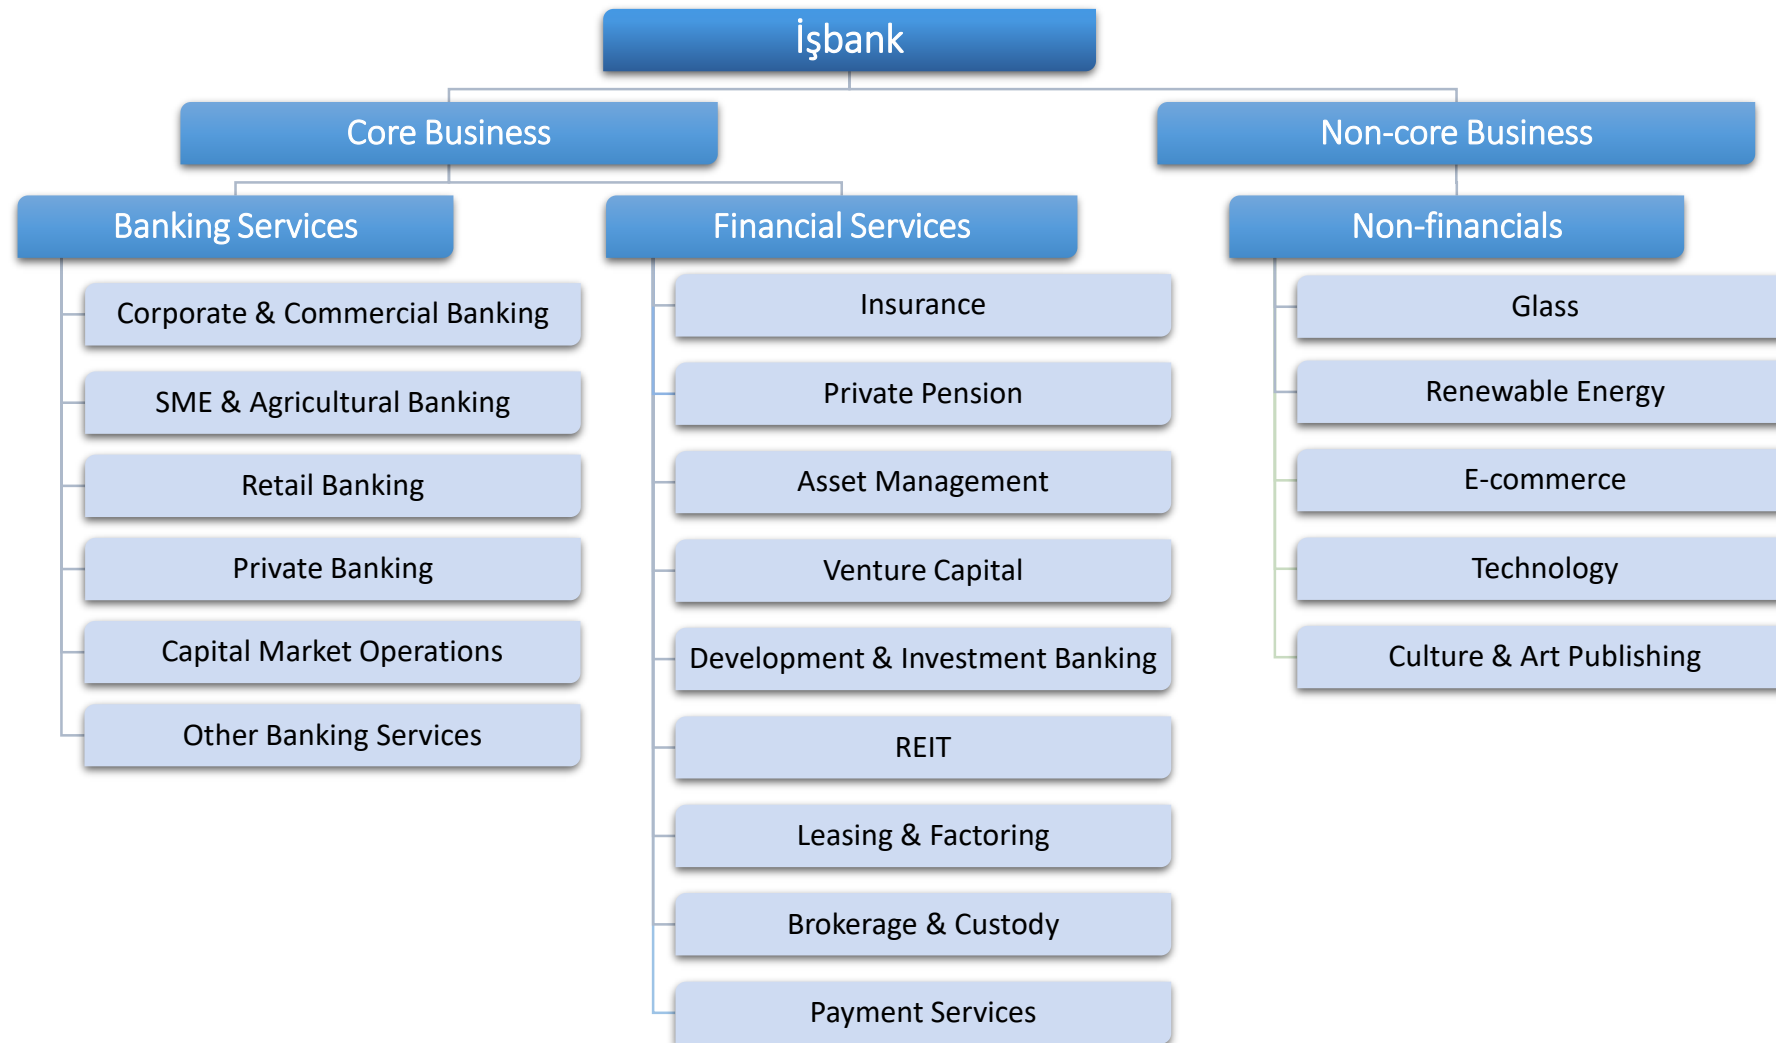 İşbank
Core Business
Non-core Business
Banking Services
Financial Services
Non-financials
Corporate & Commercial Banking
SME & Agricultural Banking
Retail Banking
Private Banking
Capital Market Operations
Other Banking Services
Insurance
Private Pension
Asset Management
Venture Capital
Development & Investment Banking
REIT
Leasing & Factoring
Brokerage & Custody
Payment Services
Glass
Renewable Energy
E-commerce
Technology
Culture & Art Publishing